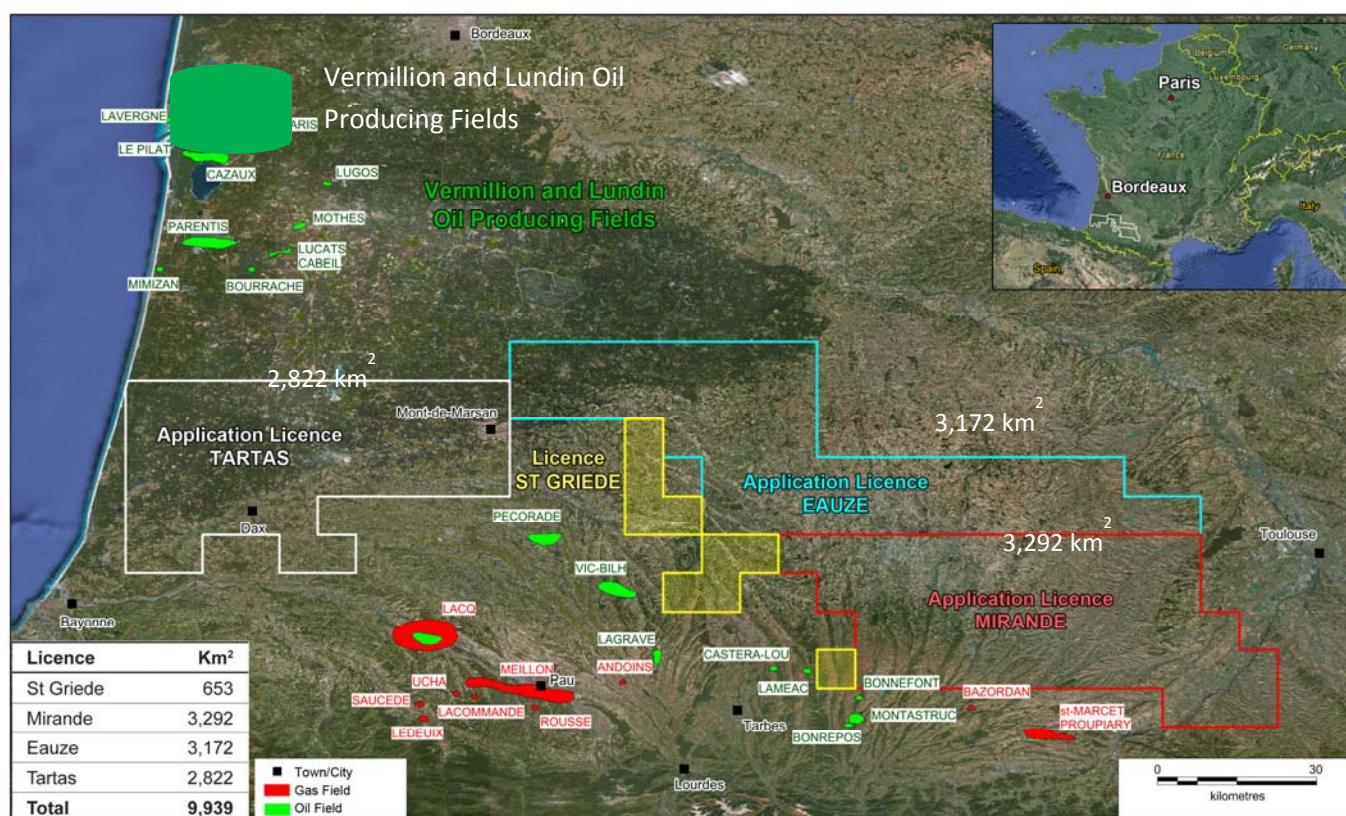 Bordeaux
Vermillion and Lundin Oil
Producing Fields
LAVERGNE
ARIS
LE PILAT
CAZAUX
LUGOS
Vermillion and Lundin
Oil Producing Fields
MOTHES
PARENTIS
LUCATS
CABEIL
MIMIZAN
BOURRACHE
Belgium
Germany
Luxembourg
Paris
France
Bordeaux
Italy
Spain
2,822 km²
Mont-de-Marsan
Application Licence
TARTAS
3,172 km²
Licence
ST GRIEDE
Application Licence
EAUZE
Dax
PECORADE
3,292 km²
Toulouse
VIC-BILH
Application Licence
MIRANDE
Bayonne
LACQ
LAGRAVE
ANDOINS
CASTERA-LOU
LAMEAC
BONNEFONT
MEILLON
Pau
UCHA
SAUCEDE
LACOMMANDE
ROUSSE
LEDEUIX
BAZORDAN
st-MARCET
PROUPIARY
MONTASTRUC
BONREPOS
Tarbes
Lourdes
Licence Km²
St Griede 653
Mirande 3,292
Eauze 3,172
Tartas 2,822
Total 9,939
Town/City
Gas Field
Oil Field
0 30
kilometres